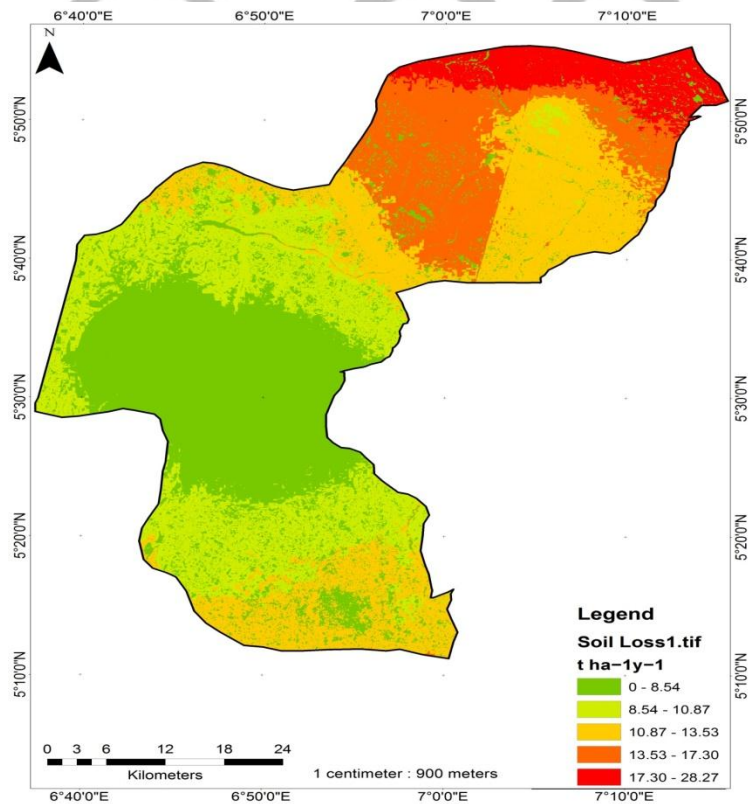 6°40'0"E 6°50'0"E 7°0'0"E 7°10'0"E
N
5°50'0"N 5°50'0"N
5°40'0"N 5°40'0"N
5°30'0"N 5°30'0"N
5°20'0"N 5°20'0"N
5°10'0"N 5°10'0"N
Legend
Soil Loss1.tif
t ha−1y−1
0 - 8.54
8.54 - 10.87
10.87 - 13.53
13.53 - 17.30
17.30 - 28.27
0 3 6 12 18 24
Kilometers
1 centimeter : 900 meters
6°40'0"E 6°50'0"E 7°0'0"E 7°10'0"E